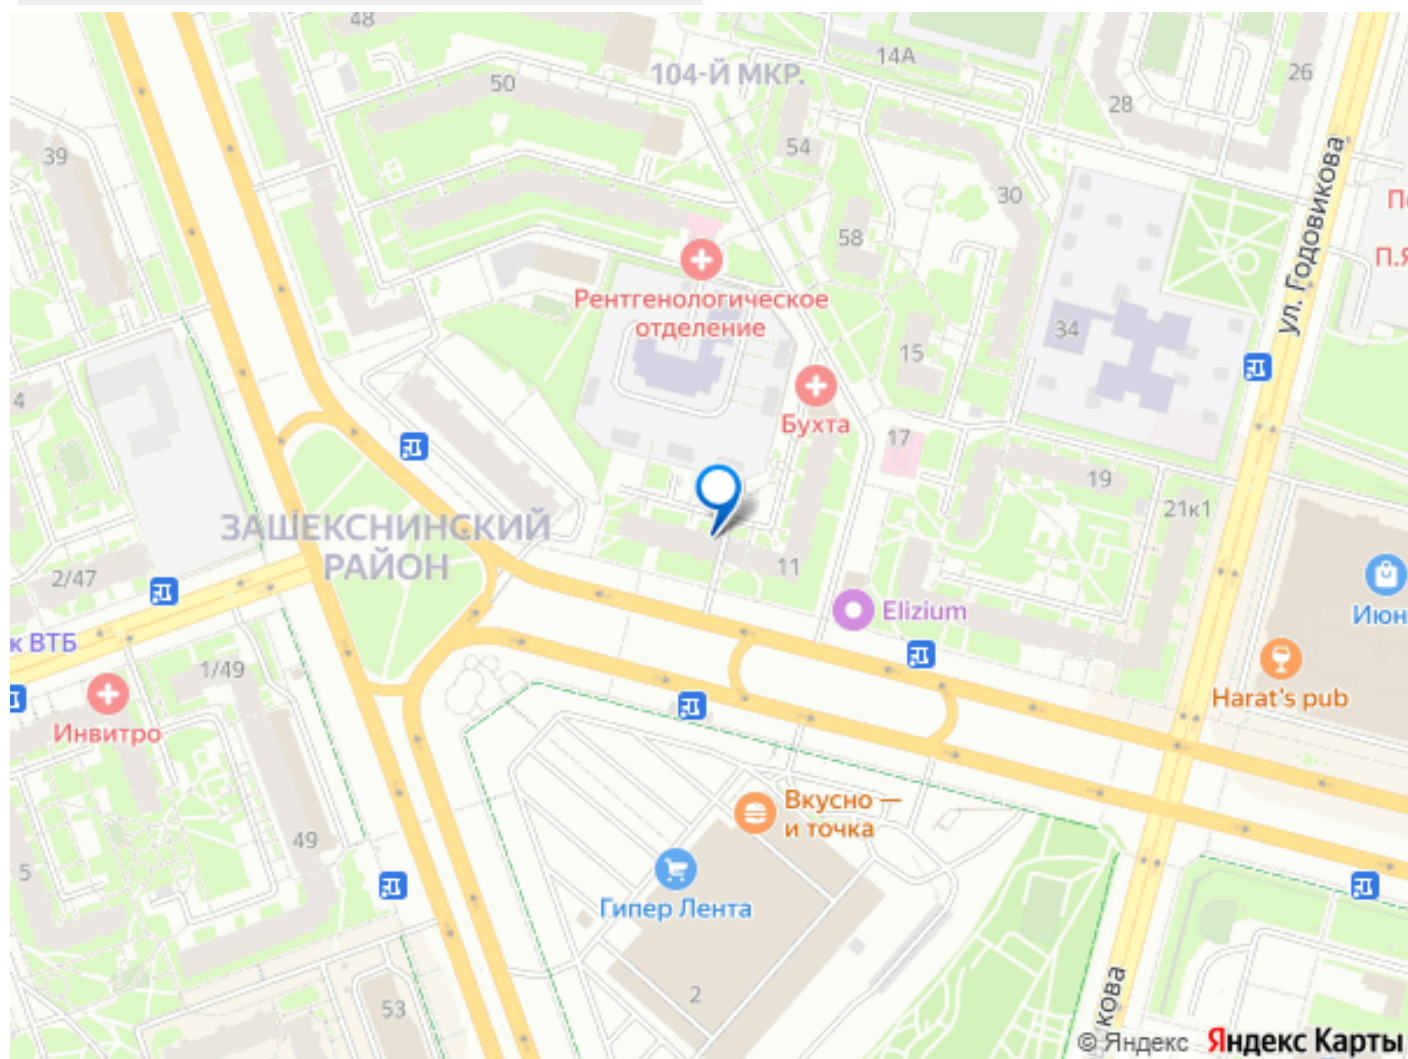 48
50
104-Й МКР.
14А
26
28
39
54
30
58
ул. Годовикова
П.Я
Рентгенологическое
отделение
34
15
4
Бухта
17
19
21к1
ЗАШЕКСНИНСКИЙ
РАЙОН
2/47
11
Elizium
Июн
к ВТБ
1/49
Инвитро
Harat's pub
Вкусно —
и точка
49
5
Гипер Лента
2
53
кова
© Яндекс
Яндекс Карты